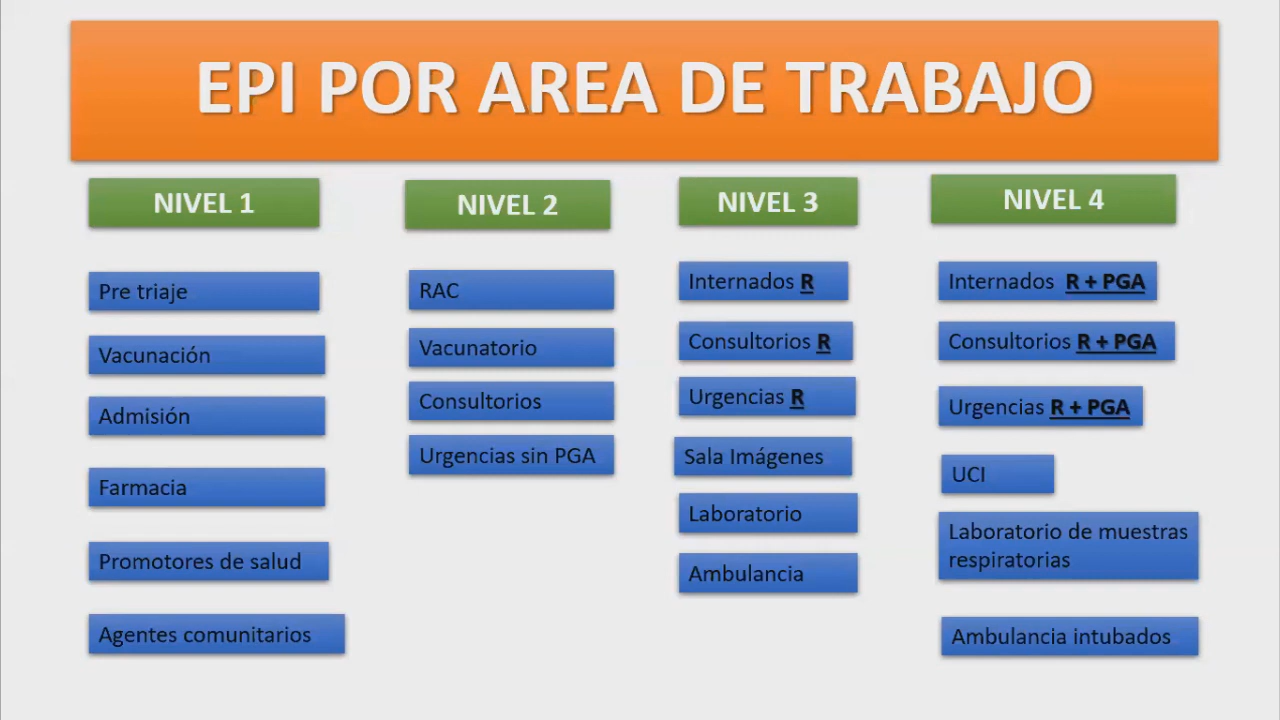 EPI POR AREA DE TRABAJO
NIVEL 1
Pre triaje
Vacunación
Admisión
Farmacia
Promotores de salud
Agentes comunitarios
NIVEL 2
RAC
Vacunatorio
Consultorios
Urgencias sin PGA
NIVEL 3
Internados R
Consultorios R
Urgencias R
Sala Imágenes
Laboratorio
Ambulancia
NIVEL 4
Internados R + PGA
Consultorios R + PGA
Urgencias R + PGA
UCI
Laboratorio de muestras
respiratorias
Ambulancia intubados